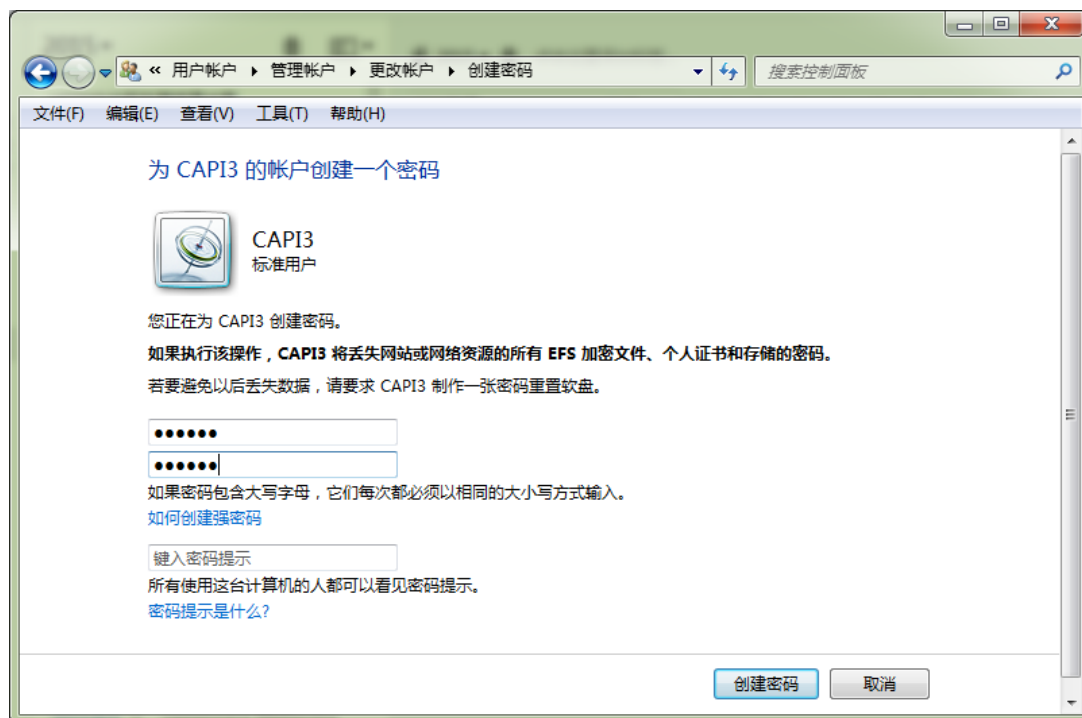 « 用户帐户 ▸ 管理帐户 ▸ 更改帐户 ▸ 创建密码
搜索控制面板
文件(F) 编辑(E) 查看(V) 工具(T) 帮助(H)
为 CAPI3 的帐户创建一个密码
CAPI3
标准用户
您正在为 CAPI3 创建密码。
如果执行该操作，CAPI3 将丢失网站或网络资源的所有 EFS 加密文件、个人证书和存储的密码。
若要避免以后丢失数据，请要求 CAPI3 制作一张密码重置软盘。
●●●●●●
●●●●●●
如果密码包含大写字母，它们每次都必须以相同的大小写方式输入。
如何创建强密码
键入密码提示
所有使用这台计算机的人都可以看见密码提示。
密码提示是什么?
创建密码 取消